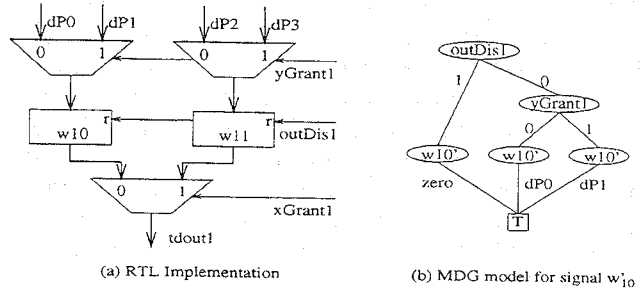 dP0 dP1 dP2 dP3
0 1 0 1
yGrant1
r r
w10 w11
outDis1
0 1
xGrant1
tdout1
(a) RTL Implementation
outDis1
1 0
yGrant1
0 1
w10' w10' w10'
zero dP0 dP1
T
(b) MDG model for signal w'10